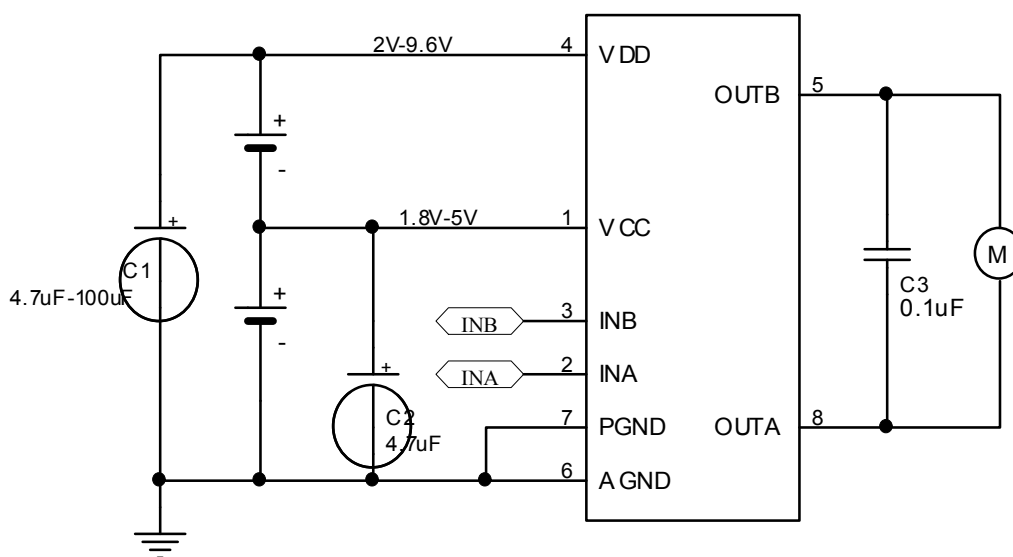 2V-9.6V
4
VDD
5
OUTB
+
-
1.8V-5V
1
VCC
+
C1
4.7uF-100uF
+
-
M
C3
0.1uF
INB
3
INB
INA
2
INA
+
C2
4.7uF
7
PGND
OUTA
8
6
AGND